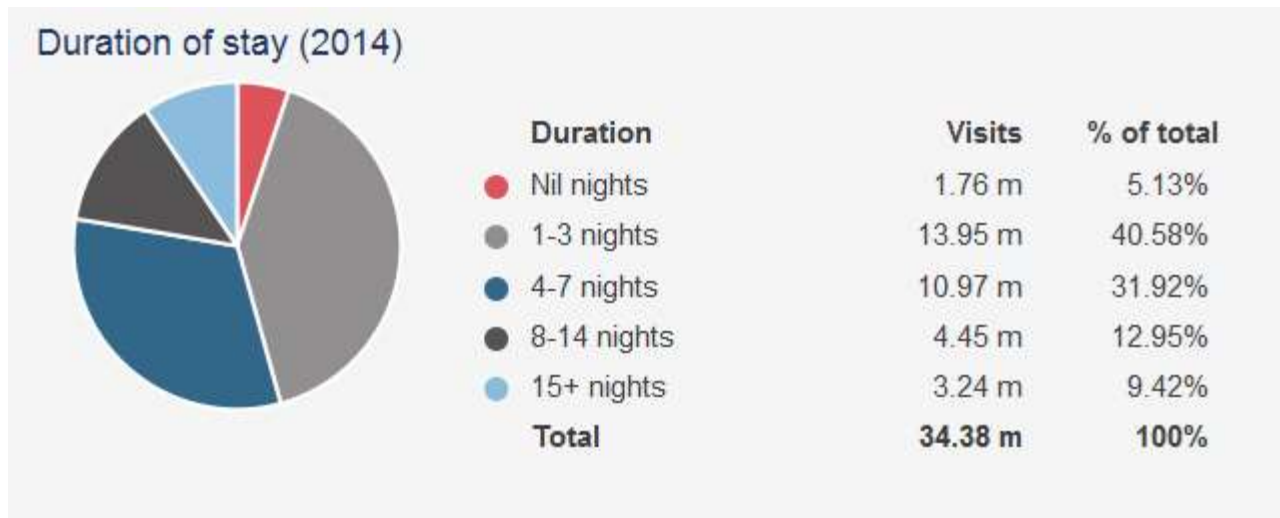 Duration of stay (2014)
Duration Visits % of total
Nil nights 1.76 m 5.13%
1-3 nights 13.95 m 40.58%
4-7 nights 10.97 m 31.92%
8-14 nights 4.45 m 12.95%
15+ nights 3.24 m 9.42%
Total 34.38 m 100%